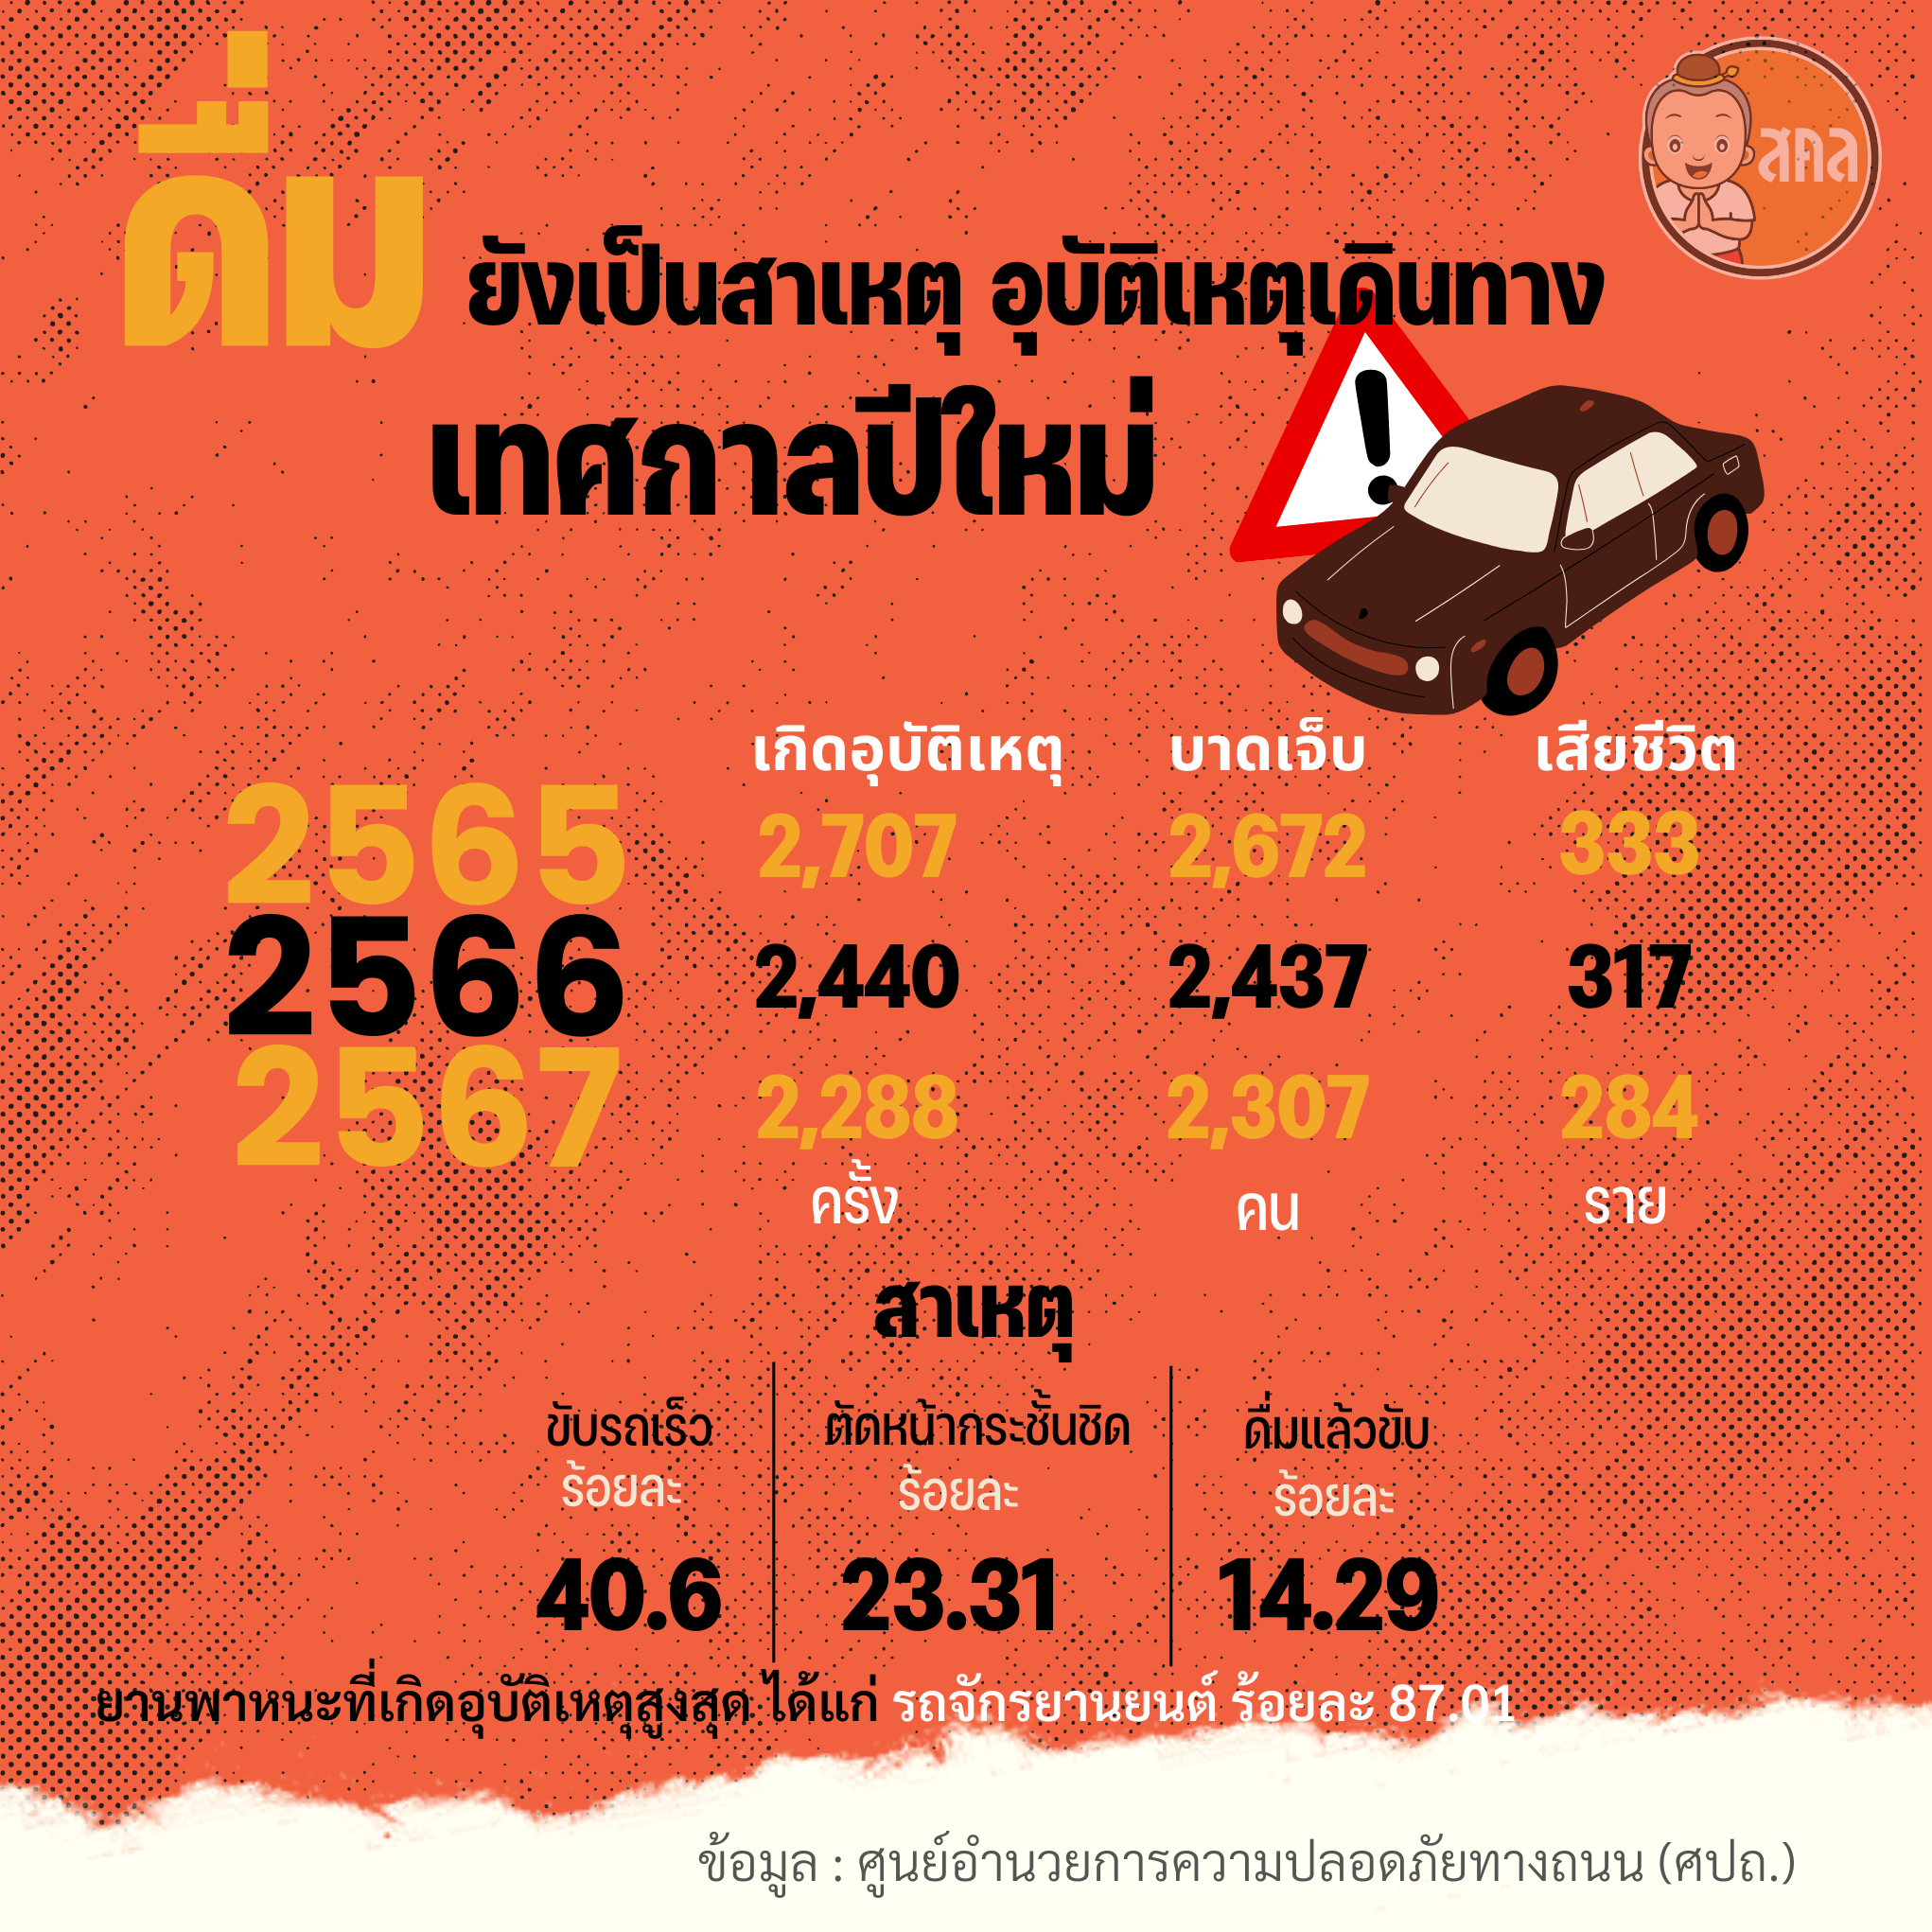 สคล
ดื่ม ยังเป็นสาเหตุ อุบัติเหตุเดินทาง
เทศกาลปีใหม่
เกิดอุบัติเหตุ บาดเจ็บ เสียชีวิต
2565 2,707 2,672 333
2566 2,440 2,437 317
2567 2,288 2,307 284
ครั้ง คน ราย
สาเหตุ
ขับรถเร็ว ตัดหน้ากระชั้นชิด ดื่มแล้วขับ
ร้อยละ ร้อยละ ร้อยละ
40.6 23.31 14.29
ยานพาหนะที่เกิดอุบัติเหตุสูงสุด ได้แก่ รถจักรยานยนต์ ร้อยละ 87.01
ข้อมูล : ศูนย์อำนวยการความปลอดภัยทางถนน (ศปถ.)